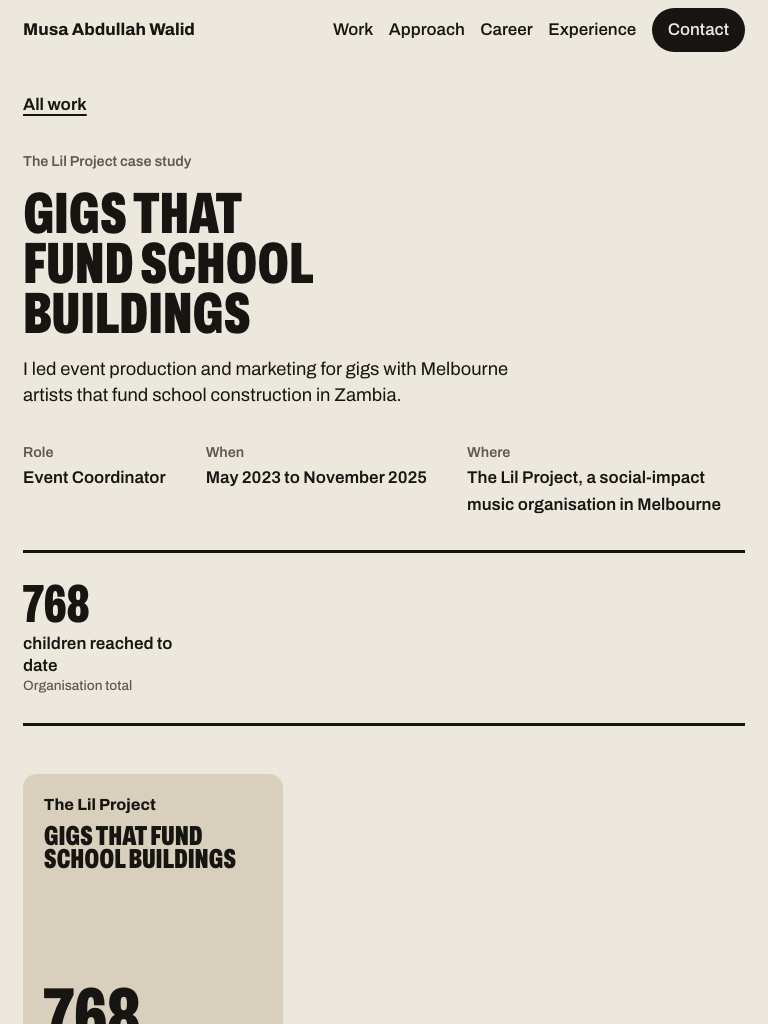 Musa Abdullah Walid
Work Approach Career Experience Contact
All work
The Lil Project case study
GIGS THAT
FUND SCHOOL
BUILDINGS
I led event production and marketing for gigs with Melbourne
artists that fund school construction in Zambia.
Role
Event Coordinator
When
May 2023 to November 2025
Where
The Lil Project, a social-impact
music organisation in Melbourne
768
children reached to
date
Organisation total
The Lil Project
GIGS THAT FUND
SCHOOL BUILDINGS
768